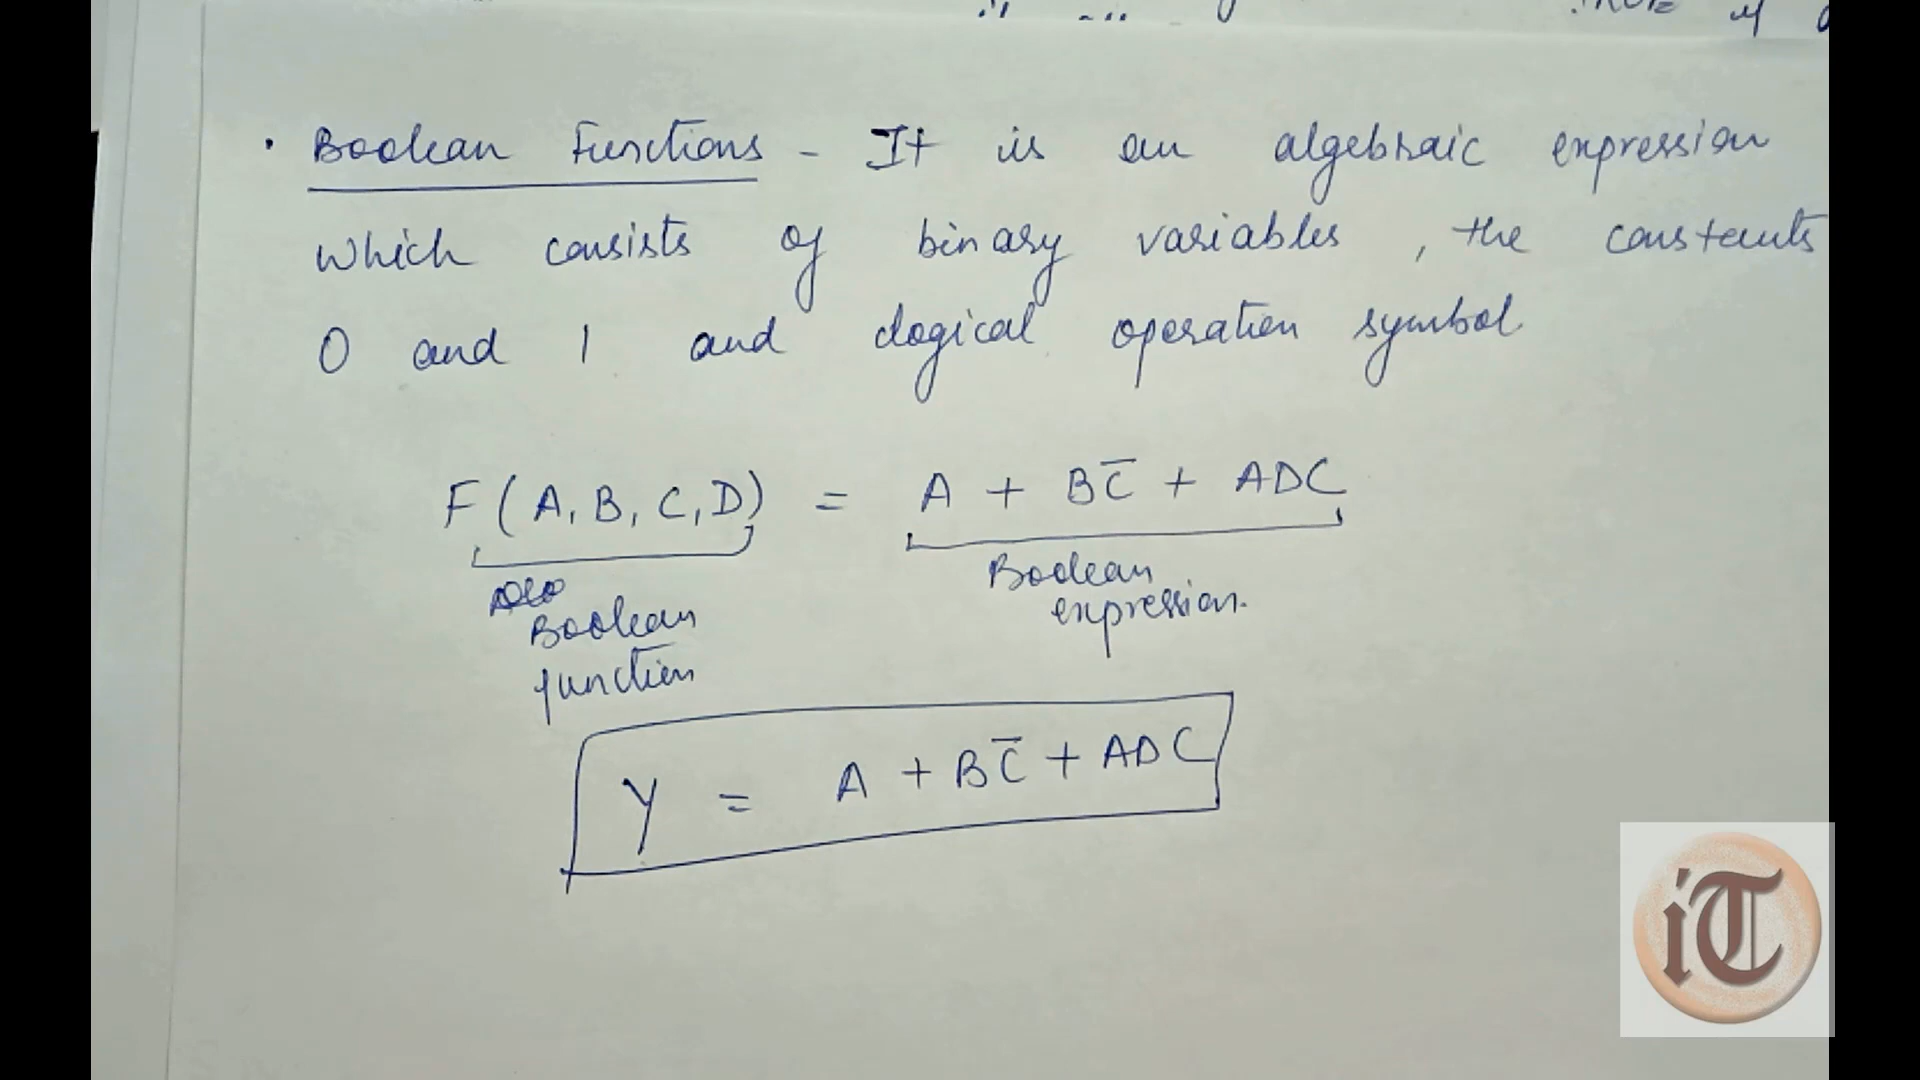 · Boolean Functions - It is an algebraic expression
which consists of binary variables, the constants
0 and 1 and logical operation symbol
F(A,B,C,D) = A + BC̅ + ADC
Boolean function
Boolean expression.
Y = A + BC̅ + ADC
iT